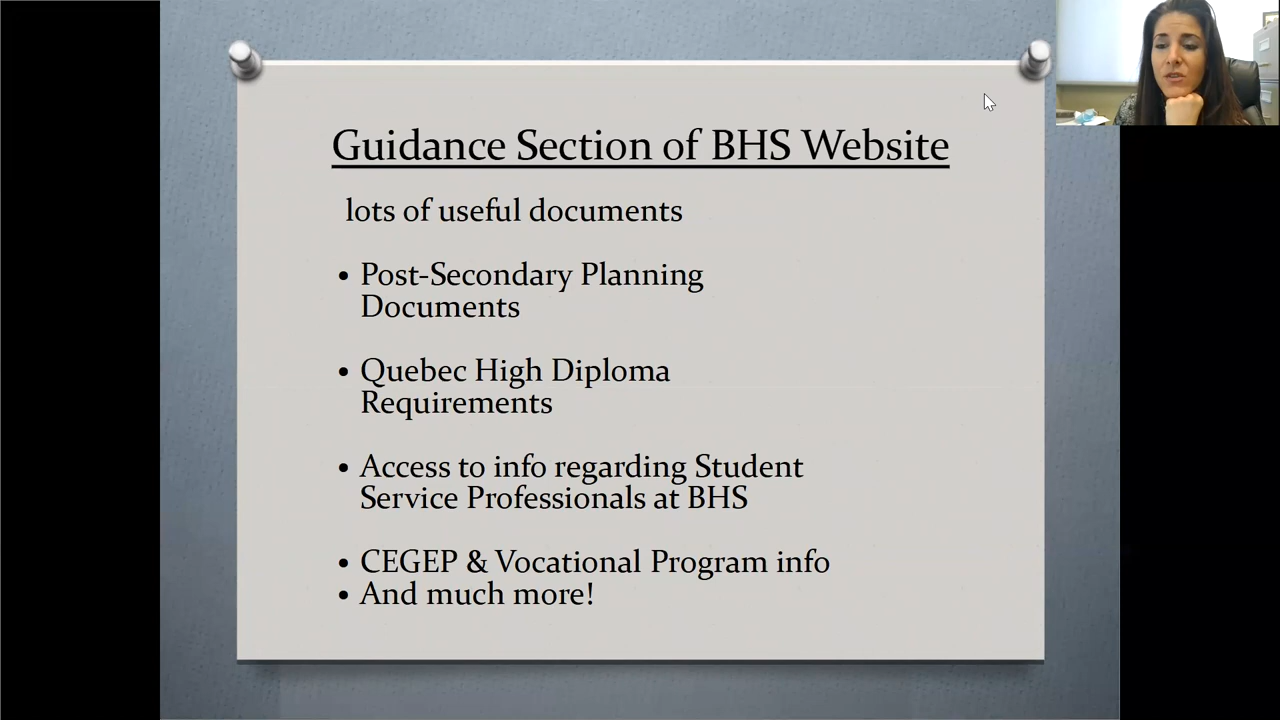 Guidance Section of BHS Website
lots of useful documents
• Post-Secondary Planning
Documents
• Quebec High Diploma
Requirements
• Access to info regarding Student
Service Professionals at BHS
• CEGEP & Vocational Program info
• And much more!